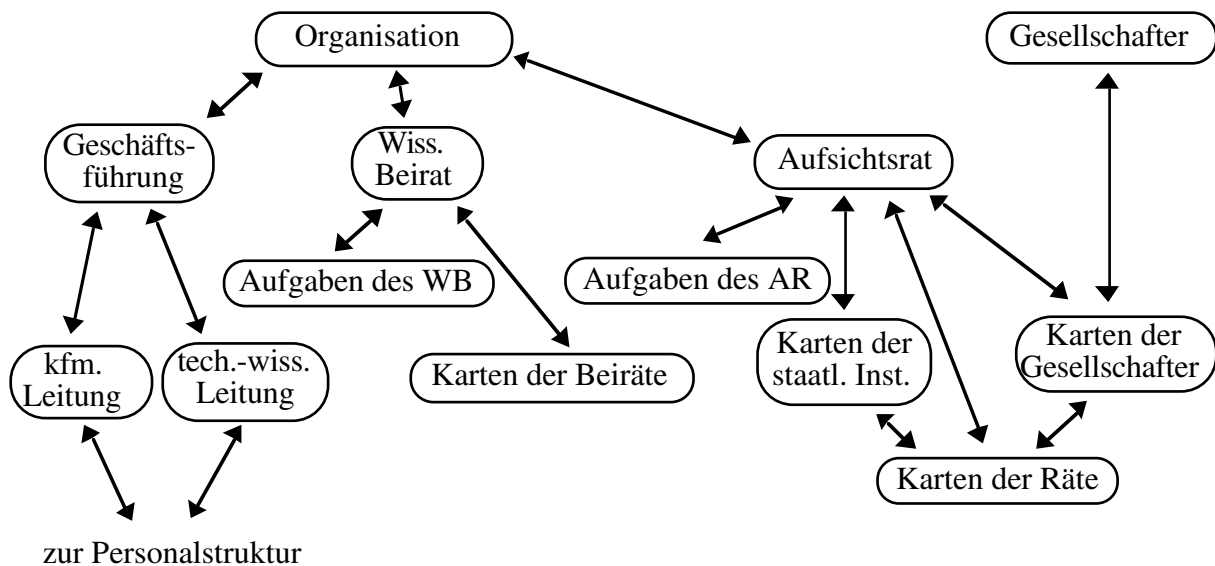 Organisation
Gesellschafter
Geschäfts-
führung
Wiss.
Beirat
Aufsichtsrat
Aufgaben des WB
Aufgaben des AR
kfm.
Leitung
tech.-wiss.
Leitung
Karten der Beiräte
Karten der
staatl. Inst.
Karten der
Gesellschafter
Karten der Räte
zur Personalstruktur